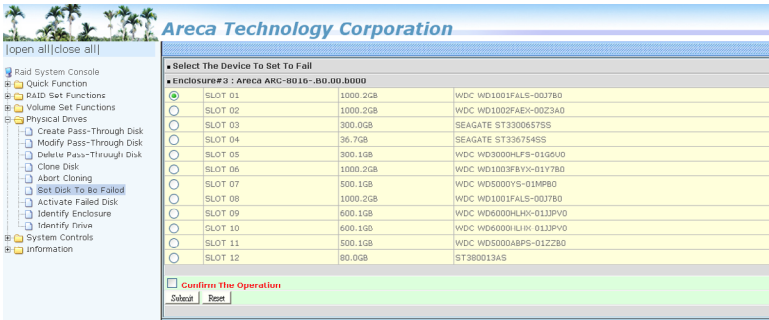 Areca Technology Corporation
|open all|close all|
Raid System Console
Quick Function
RAID Set Functions
Volume Set Functions
Physical Drives
Create Pass-Through Disk
Modify Pass-Through Disk
Delete Pass-Through Disk
Clone Disk
Abort Cloning
Set Disk To Be Failed
Activate Failed Disk
Identify Enclosure
Identify Drive
System Controls
Information
Select The Device To Set To Fail
Enclosure#3 : Areca ARC-8016-.B0.00.b000
SLOT 01 1000.2GB WDC WD1001FALS-00J7B0
SLOT 02 1000.2GB WDC WD1002FAEX-00Z3A0
SLOT 03 300.0GB SEAGATE ST3300657SS
SLOT 04 36.7GB SEAGATE ST336754SS
SLOT 05 300.1GB WDC WD3000HLFS-01G6U0
SLOT 06 1000.2GB WDC WD1003FBYX-01Y7B0
SLOT 07 500.1GB WDC WD5000YS-01MPB0
SLOT 08 1000.2GB WDC WD1001FALS-00J7B0
SLOT 09 600.1GB WDC WD6000HLHX-01JJPV0
SLOT 10 600.1GB WDC WD6000HLHX-01JJPV0
SLOT 11 500.1GB WDC WD5000ABPS-01ZZB0
SLOT 12 80.0GB ST380013AS
Confirm The Operation
Submit Reset